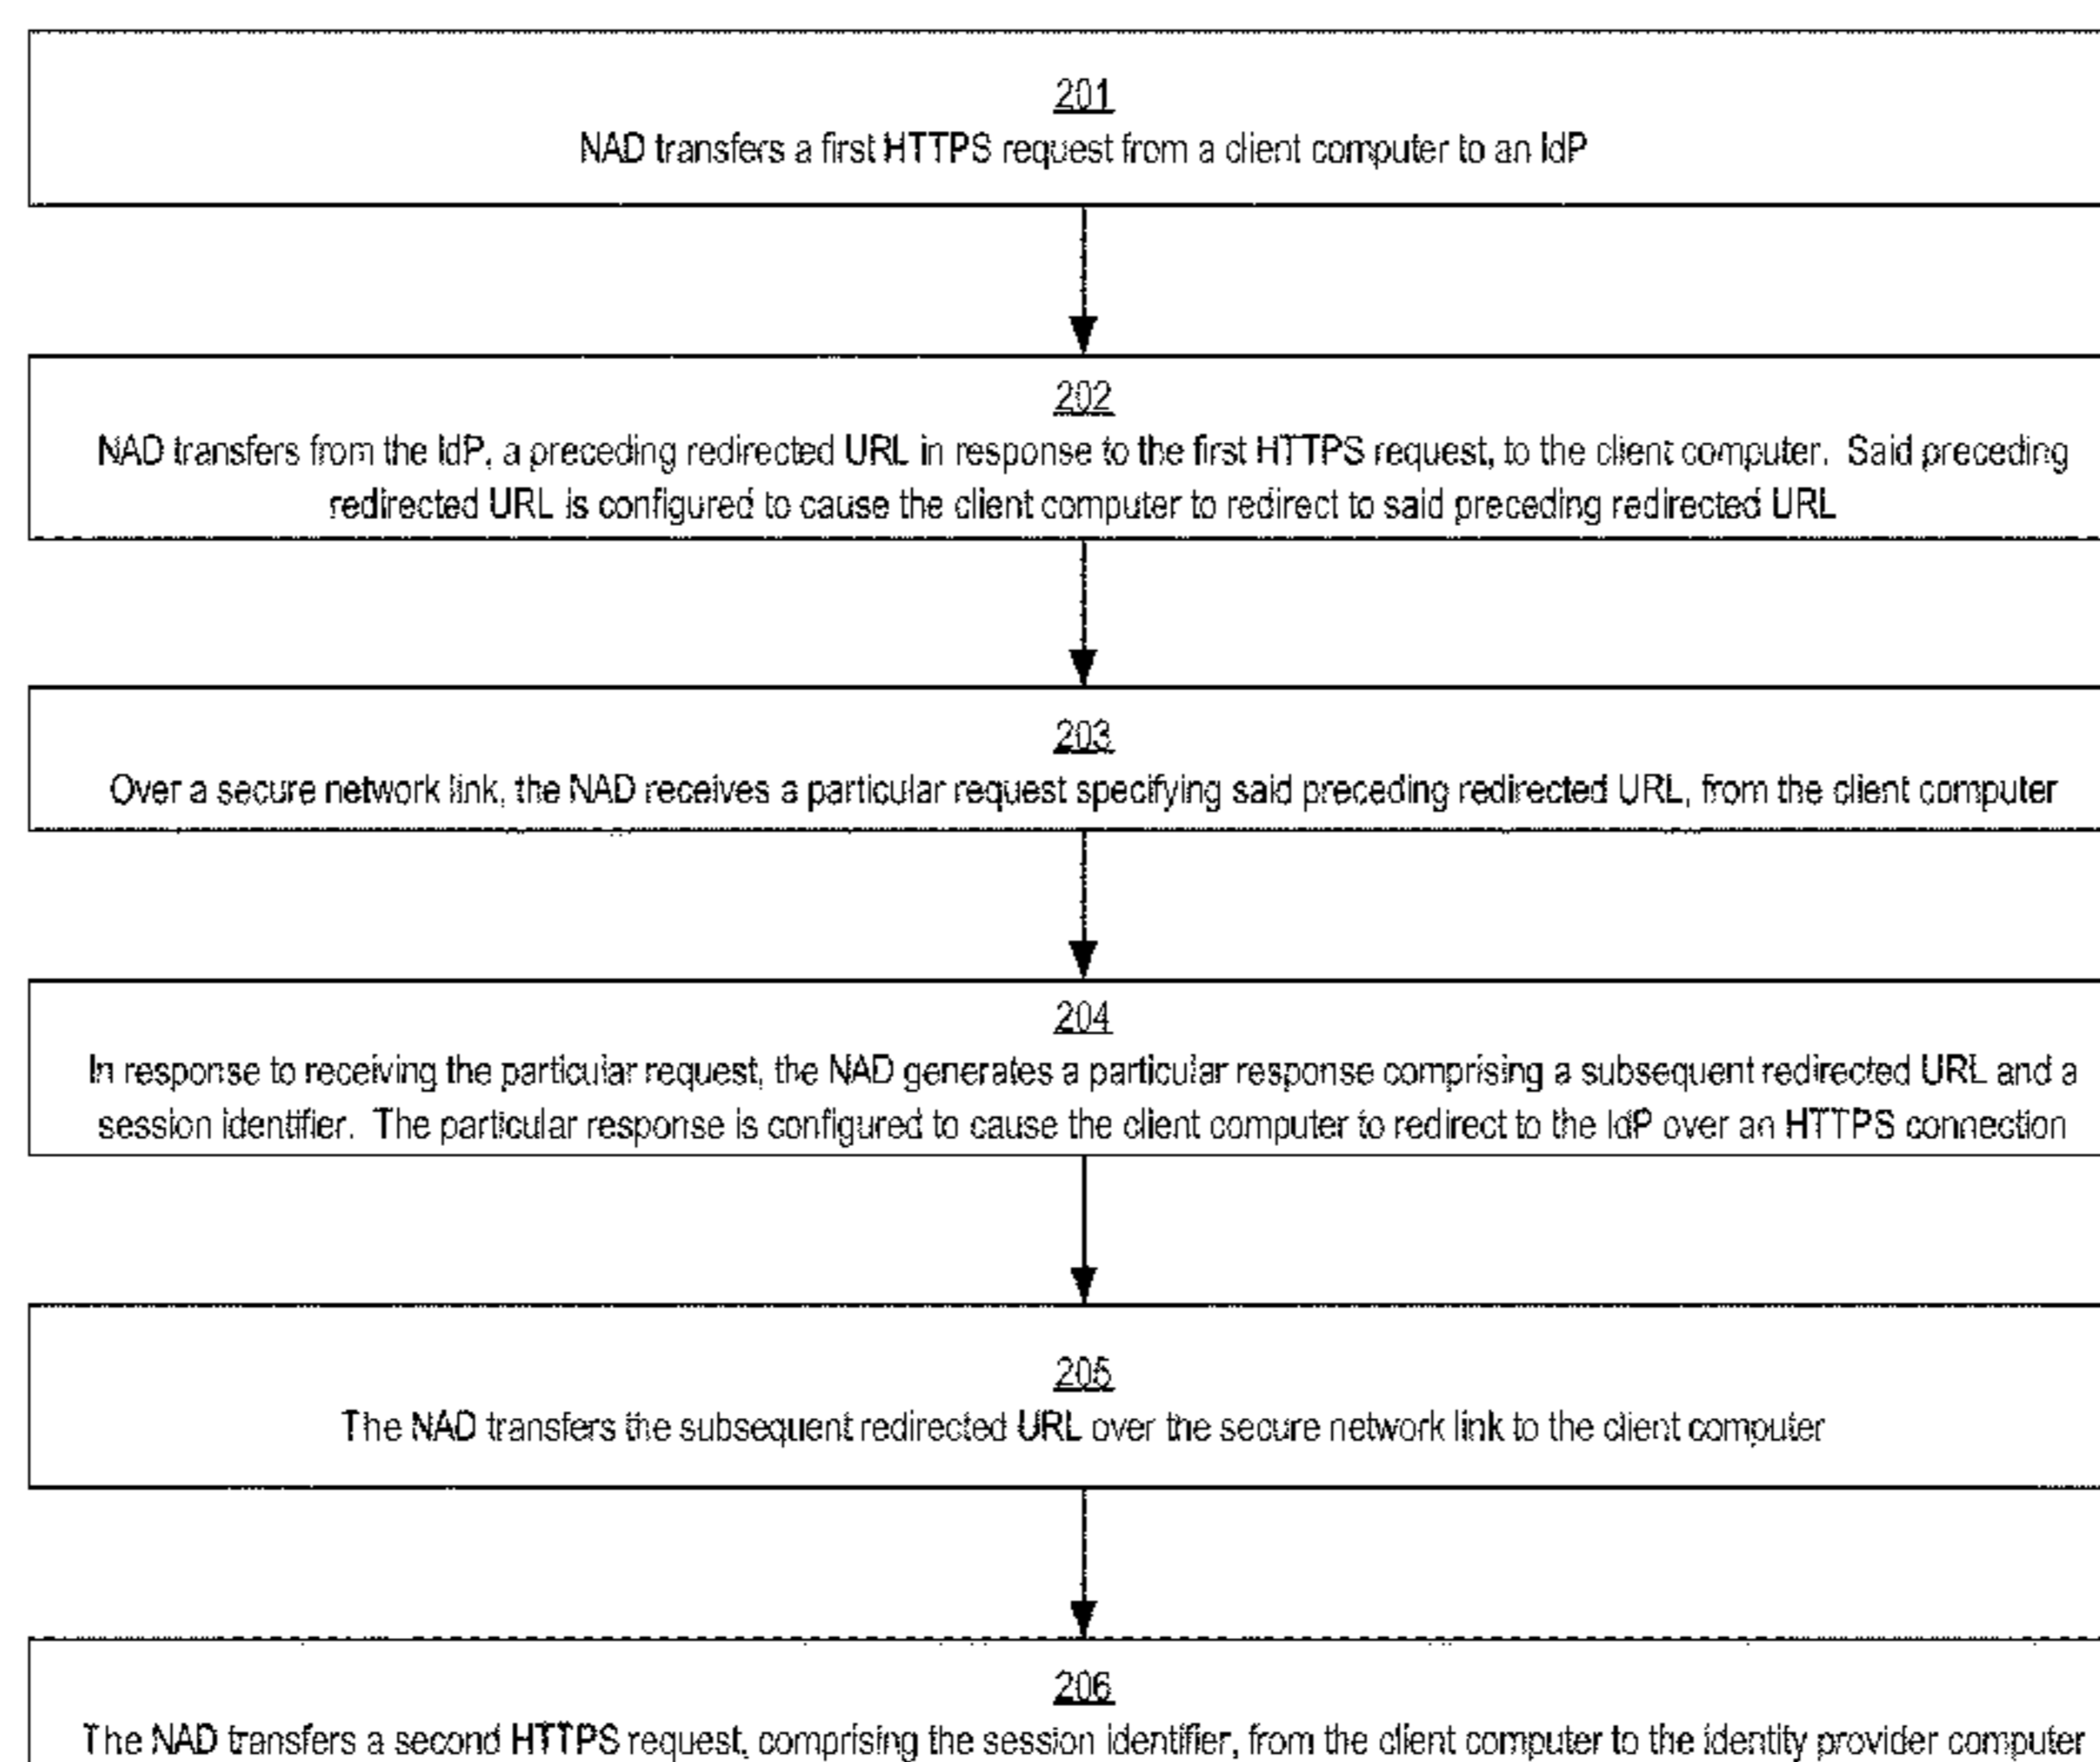 201
NAD transfers a first HTTPS request from a client computer to an IdP
202
NAD transfers from the IdP, a preceding redirected URL in response to the first HTTPS request, to the client computer. Said preceding
redirected URL is configured to cause the client computer to redirect to said preceding redirected URL
203
Over a secure network link, the NAD receives a particular request specifying said preceding redirected URL, from the client computer
204
In response to receiving the particular request, the NAD generates a particular response comprising a subsequent redirected URL and a
session identifier. The particular response is configured to cause the client computer to redirect to the IdP over an HTTPS connection
205
The NAD transfers the subsequent redirected URL over the secure network link to the client computer
206
The NAD transfers a second HTTPS request, comprising the session identifier, from the client computer to the identity provider computer